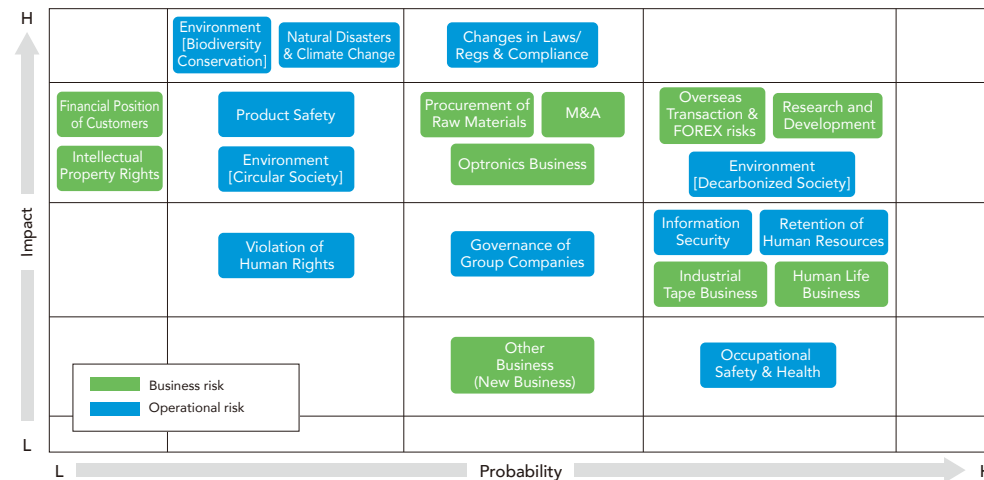 H
Environment
[Biodiversity
Conservation]
Natural Disasters
& Climate Change
Changes in Laws/
Regs & Compliance
Financial Position
of Customers
Product Safety
Procurement of
Raw Materials
M&A
Overseas
Transaction &
FOREX risks
Research and
Development
Intellectual
Property Rights
Environment
[Circular Society]
Optronics Business
Environment
[Decarbonized Society]
Impact
Violation of
Human Rights
Governance of
Group Companies
Information
Security
Retention of
Human Resources
Industrial
Tape Business
Human Life
Business
Other
Business
(New Business)
Occupational
Safety & Health
Business risk
Operational risk
L
L
Probability
H